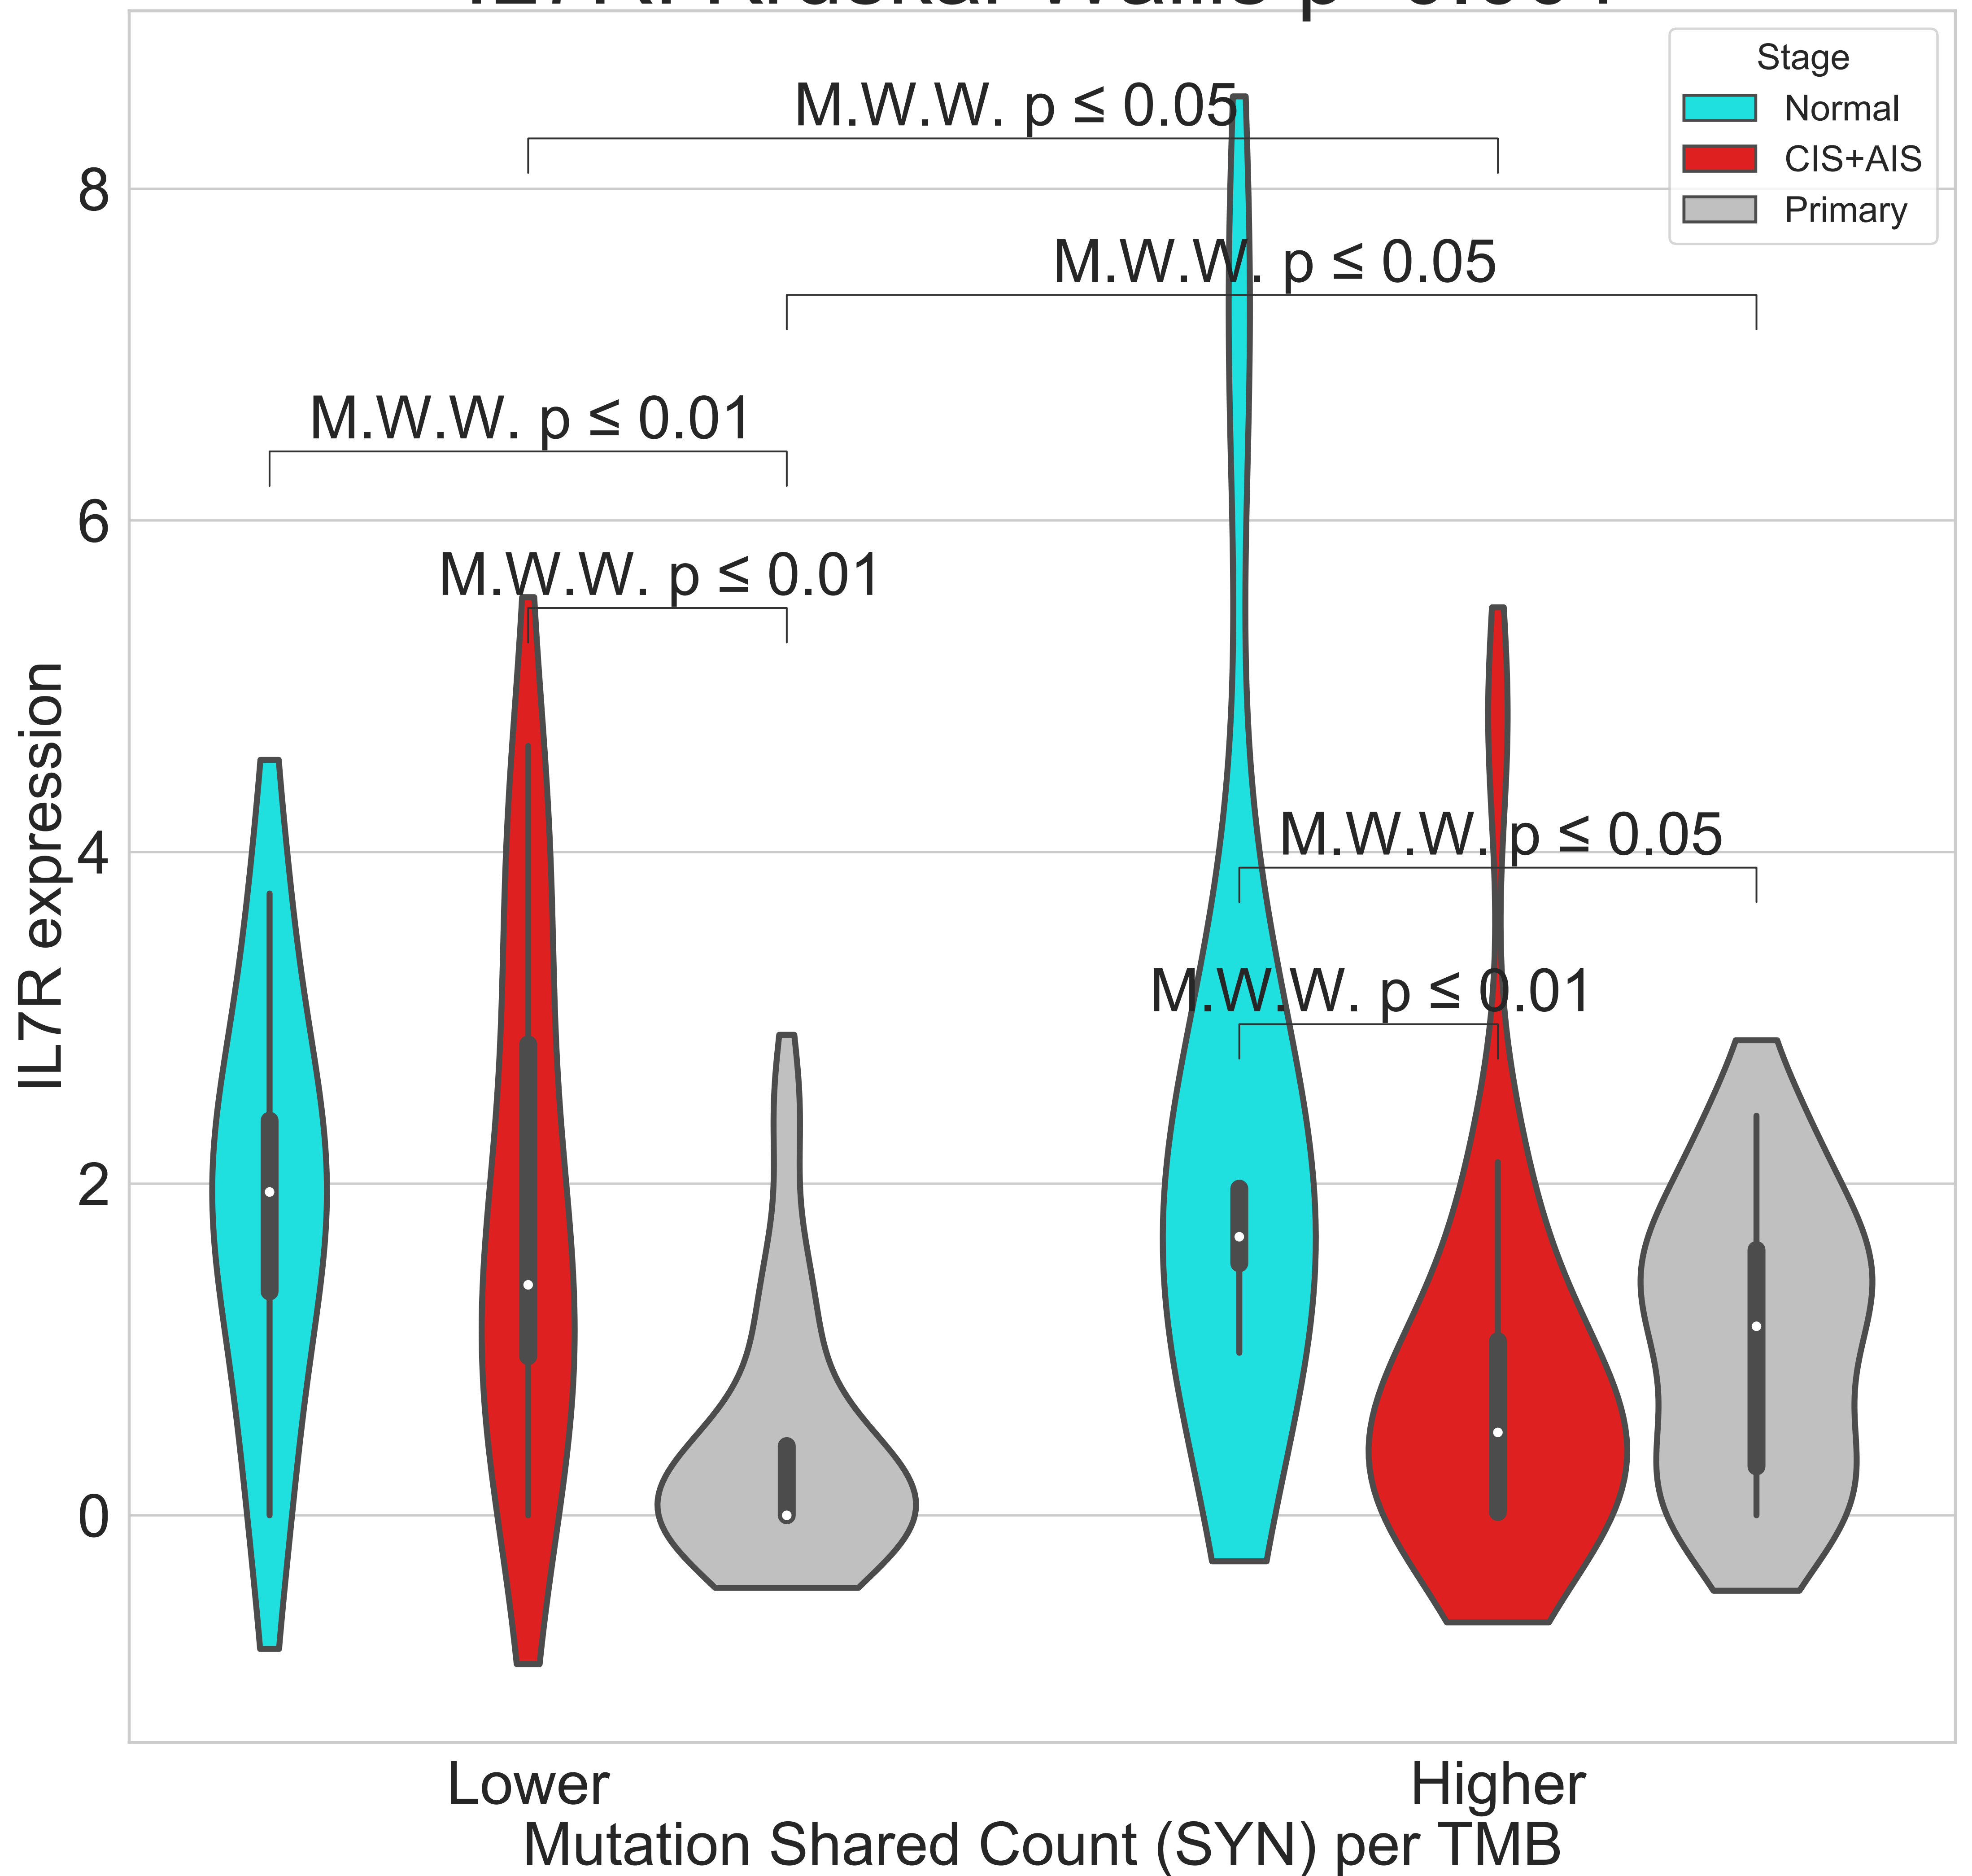 Stage
Normal
CIS+AIS
Primary
M.W.W. p ≤ 0.05
M.W.W. p ≤ 0.05
M.W.W. p ≤ 0.01
M.W.W. p ≤ 0.01
M.W.W. p ≤ 0.05
M.W.W. p ≤ 0.01
8
6
4
2
0
IL7R expression
Lower
Higher
Mutation Shared Count (SYN) per TMB